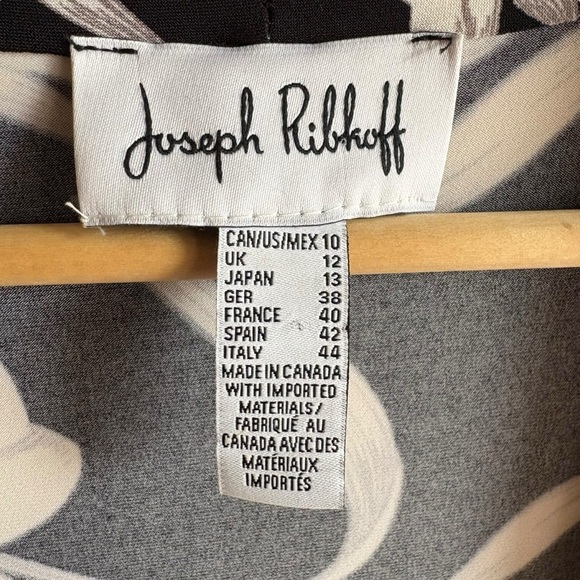 Joseph Ribkoff
CAN/US/MEX 10
UK 12
JAPAN 13
GER 38
FRANCE 40
SPAIN 42
ITALY 44
MADE IN CANADA
WITH IMPORTED
MATERIALS/
FABRIQUÉ AU
CANADA AVEC DES
MATÉRIAUX
IMPORTÉS